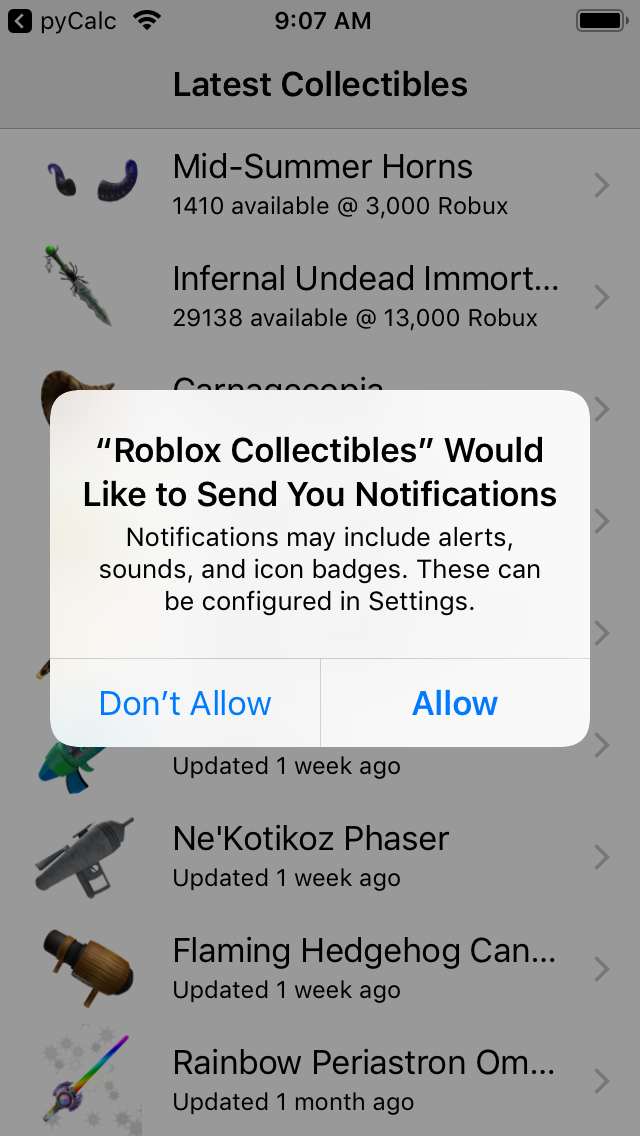 pyCalc
9:07 AM
Latest Collectibles
Mid-Summer Horns
1410 available @ 3,000 Robux
Infernal Undead Immort...
29138 available @ 13,000 Robux
Carnagecopia
“Roblox Collectibles” Would
Like to Send You Notifications
Notifications may include alerts,
sounds, and icon badges. These can
be configured in Settings.
Don’t Allow
Allow
Updated 1 week ago
Ne'Kotikoz Phaser
Updated 1 week ago
Flaming Hedgehog Can...
Updated 1 week ago
Rainbow Periastron Om...
Updated 1 month ago